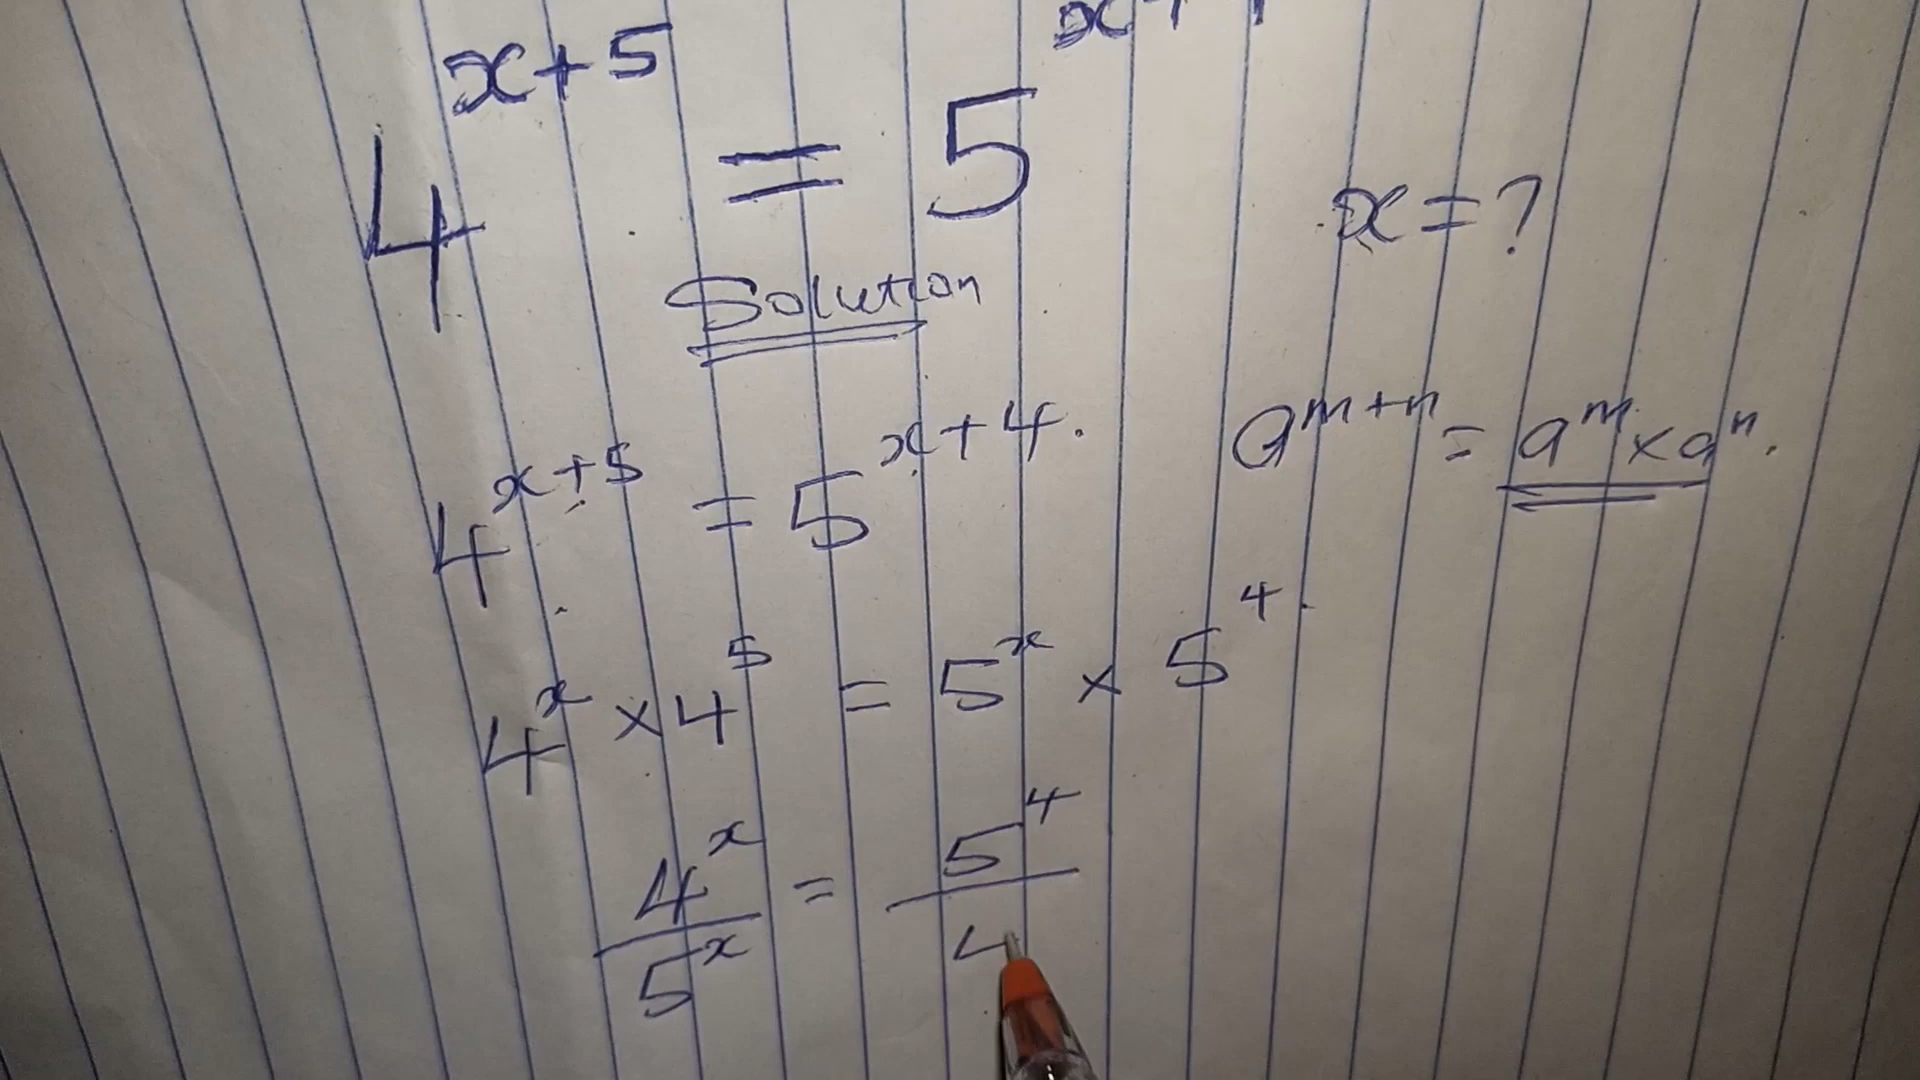 4^{x+5} = 5^{x+4}
x = ?
Solution
4^{x+5} = 5^{x+4}.
a^{m+n} = a^m × a^n.
4^x × 4^5 = 5^x × 5^4.
4^x / 5^x = 5^4 / 4